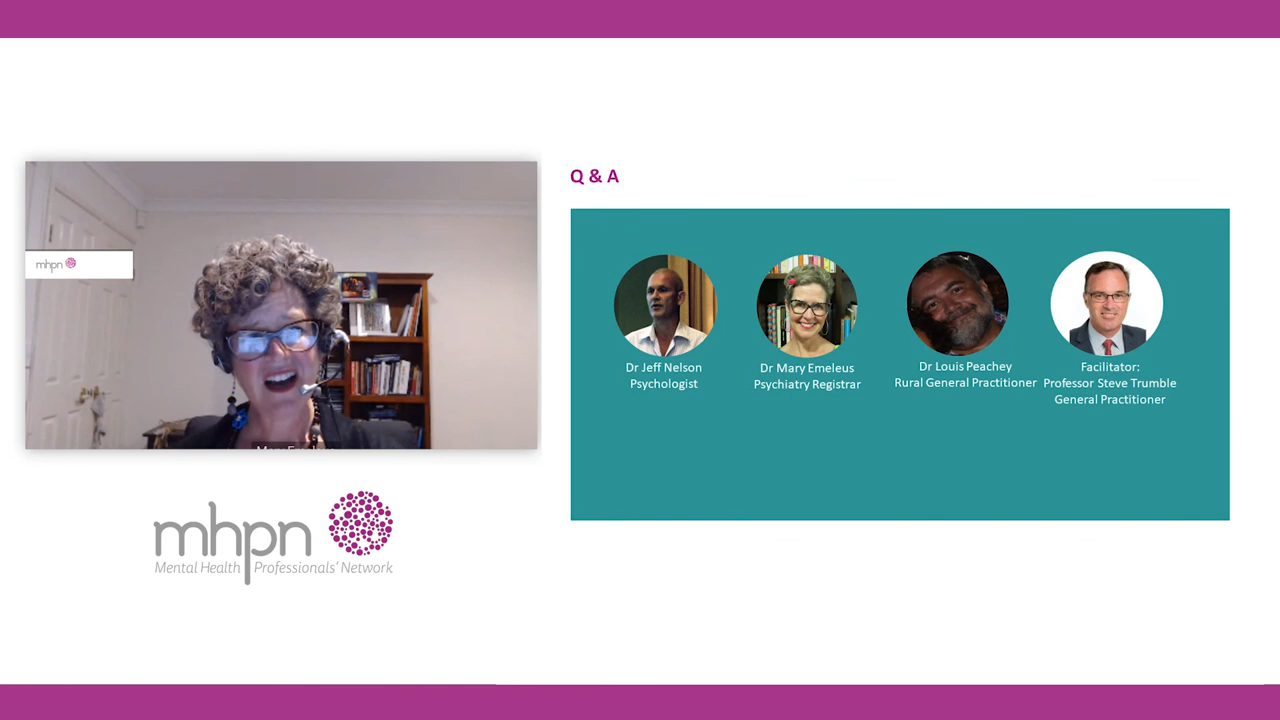 Q & A
mhpn
Dr Jeff Nelson
Psychologist
Dr Mary Emeleus
Psychiatry Registrar
Dr Louis Peachey
Rural General Practitioner
Facilitator:
Professor Steve Trumble
General Practitioner
mhpn
Mental Health Professionals' Network